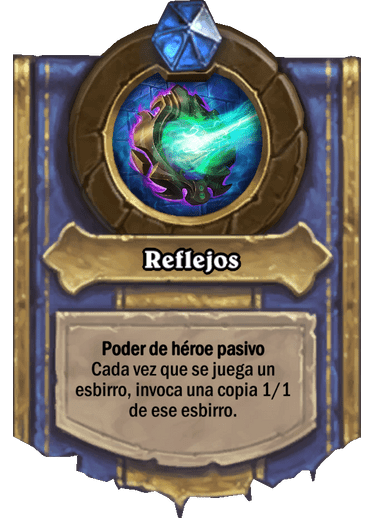 Reflejos
Poder de héroe pasivo
Cada vez que se juega un
esbirro, invoca una copia 1/1
de ese esbirro.